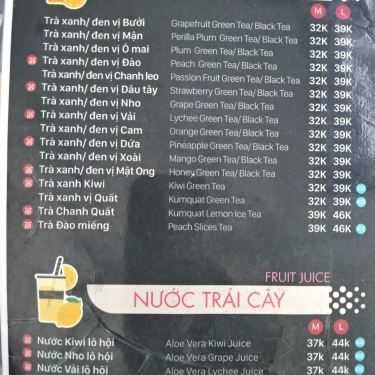 M L
Trà xanh/ đen vị Bưởi Grapefruit Green Tea/ Black Tea 32K 39K
Trà xanh/ đen vị Mận Perilla Plum Green Tea/ Black Tea 32K 39K
Trà xanh/ đen vị Ô mai Plum Green Tea/ Black Tea 32K 39K
Trà xanh/ đen vị Đào Peach Green Tea/ Black Tea 32K 39K
Trà xanh/ đen vị Chanh leo Passion Fruit Green Tea/ Black Tea 32K 39K
Trà xanh/ đen vị Dâu tây Strawberry Green Tea/ Black Tea 32K 39K
Trà xanh/ đen vị Nho Grape Green Tea/ Black Tea 32K 39K
Trà xanh/ đen vị Vải Lychee Green Tea/ Black Tea 32K 39K
Trà xanh/ đen vị Cam Orange Green Tea/ Black Tea 32K 39K
Trà xanh/ đen vị Dứa Pineapple Green Tea/ Black Tea 32K 39K
Trà xanh/ đen vị Xoài Mango Green Tea/ Black Tea 32K 39K
Trà xanh/ đen vị Mật Ong Honey Green Tea/ Black Tea 32K 39K
Trà xanh Kiwi Kiwi Green Tea 32K 39K
Trà xanh vị Quất Kumquat Green Tea 32K 39K
Trà Chanh Quất Kumquat Lemon Ice Tea 39K 46K
Trà Đào miếng Peach Slices Tea 39K 46K
FRUIT JUICE
NƯỚC TRÁI CÂY
M L
Nước Kiwi lô hội Aloe Vera Kiwi Juice 37k 44k
Nước Nho lô hội Aloe Vera Grape Juice 37k 44k
Nước Vải lô hội Aloe Vera Lychee Juice 37k 44k